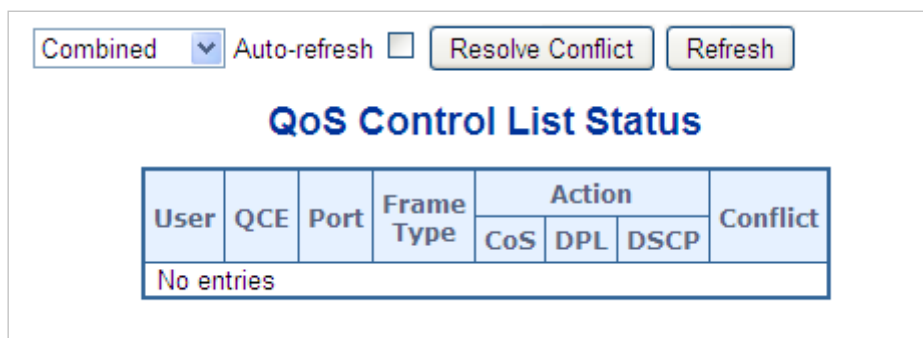 Combined Auto-refresh Resolve Conflict Refresh
QoS Control List Status
User QCE Port Frame Type Action Conflict
CoS DPL DSCP
No entries